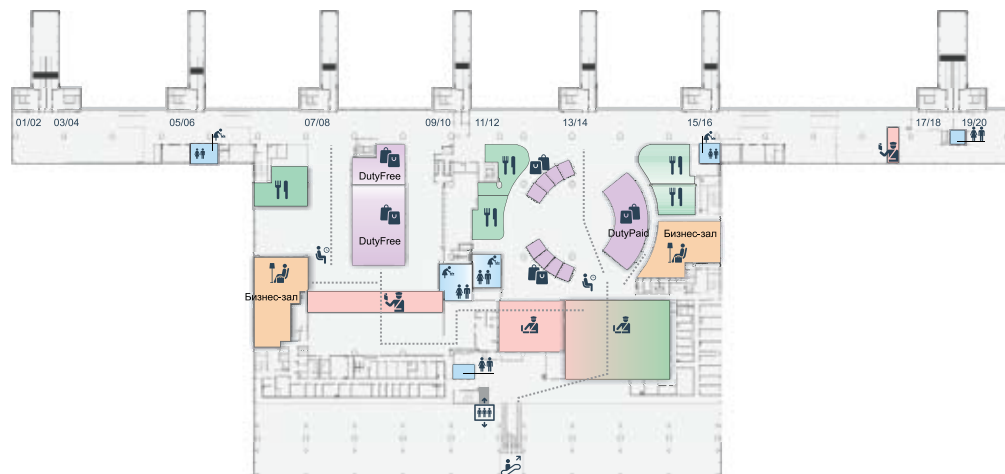 01/02 03/04 05/06 07/08 09/10 11/12 13/14 15/16 17/18 19/20
DutyFree
DutyFree
DutyPaid
Бизнес-зал
Бизнес-зал